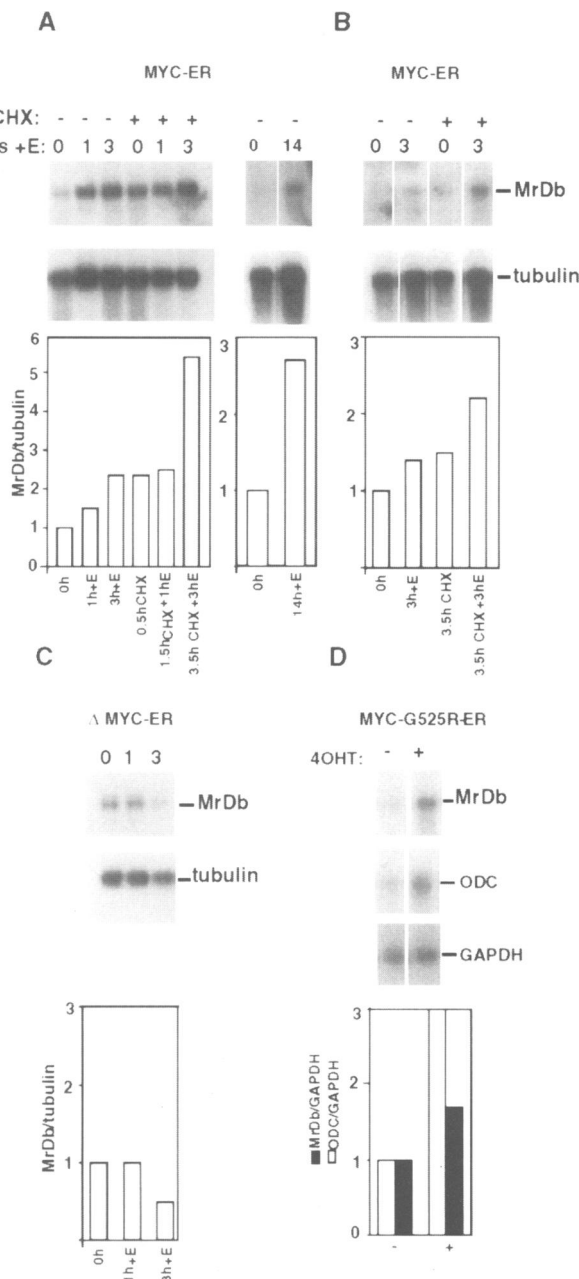 A
B
MYC-ER
MYC-ER
CHX: - - - + + + - - - - + +
s +E: 0 1 3 0 1 3 0 14 0 3 0 3
MrDb
tubulin
6
5
4
3
2
1
0
MrDb/tubulin
0h
1h+E
3h+E
0.5hCHX
1.5hCHX+1hE
3.5h CHX+3hE
3
2
1
0h
14h+E
3
2
1
0h
3h+E
3.5h CHX
3.5h CHX+3hE
C
D
Δ MYC-ER
MYC-G525R-ER
0 1 3
4OHT: - +
MrDb
MrDb
tubulin
ODC
GAPDH
3
2
1
MrDb/tubulin
0h
1h+E
3h+E
3
2
1
0
MrDb/GAPDH
ODC/GAPDH
- +